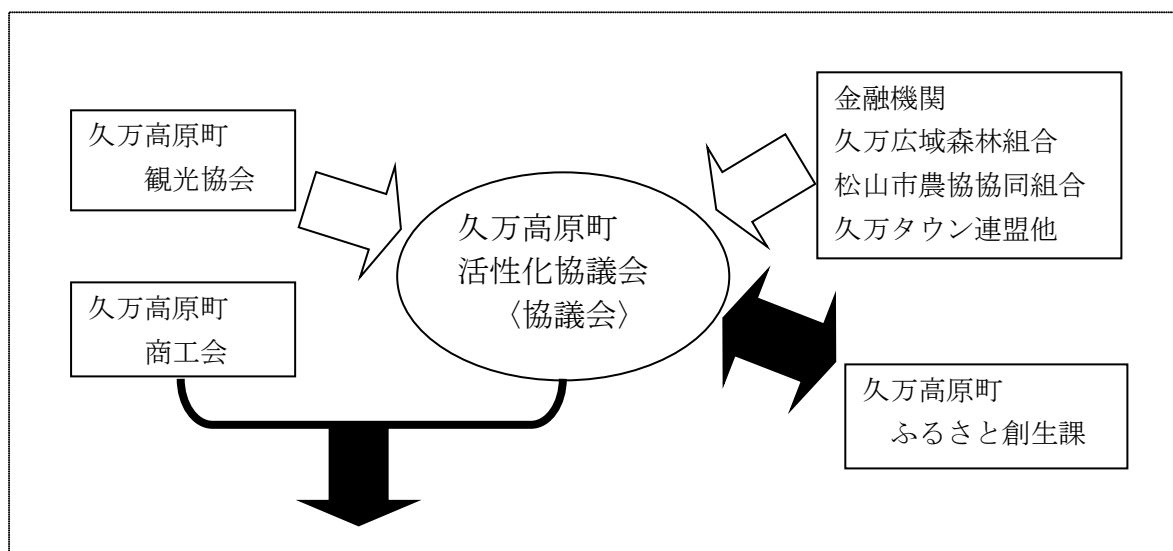 久万高原町
観光協会
久万高原町
商工会
久万高原町
活性化協議会
〈協議会〉
金融機関
久万広域森林組合
松山市農協協同組合
久万タウン連盟他
久万高原町
ふるさと創生課